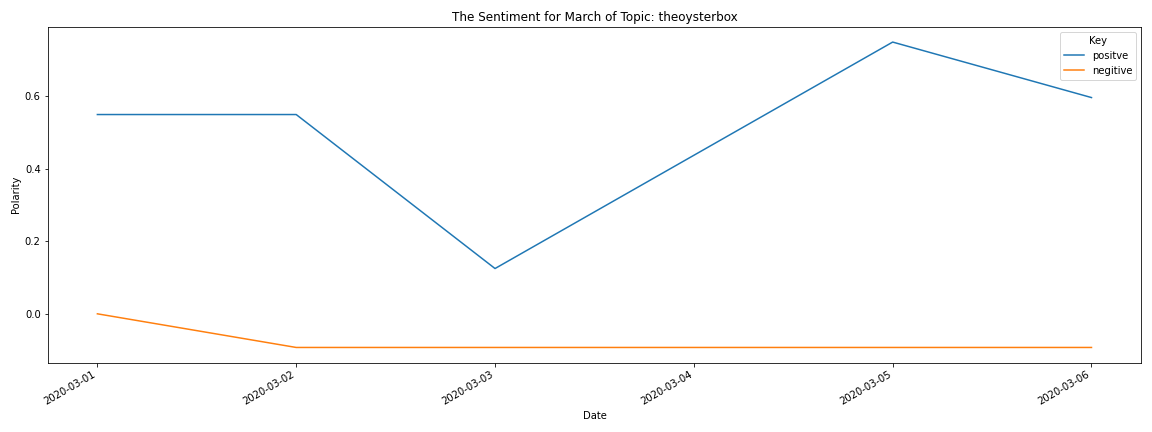 The Sentiment for March of Topic: theoysterbox
Key
positve
negitive
Polarity
0.6
0.4
0.2
0.0
2020-03-01
2020-03-02
2020-03-03
2020-03-04
2020-03-05
2020-03-06
Date